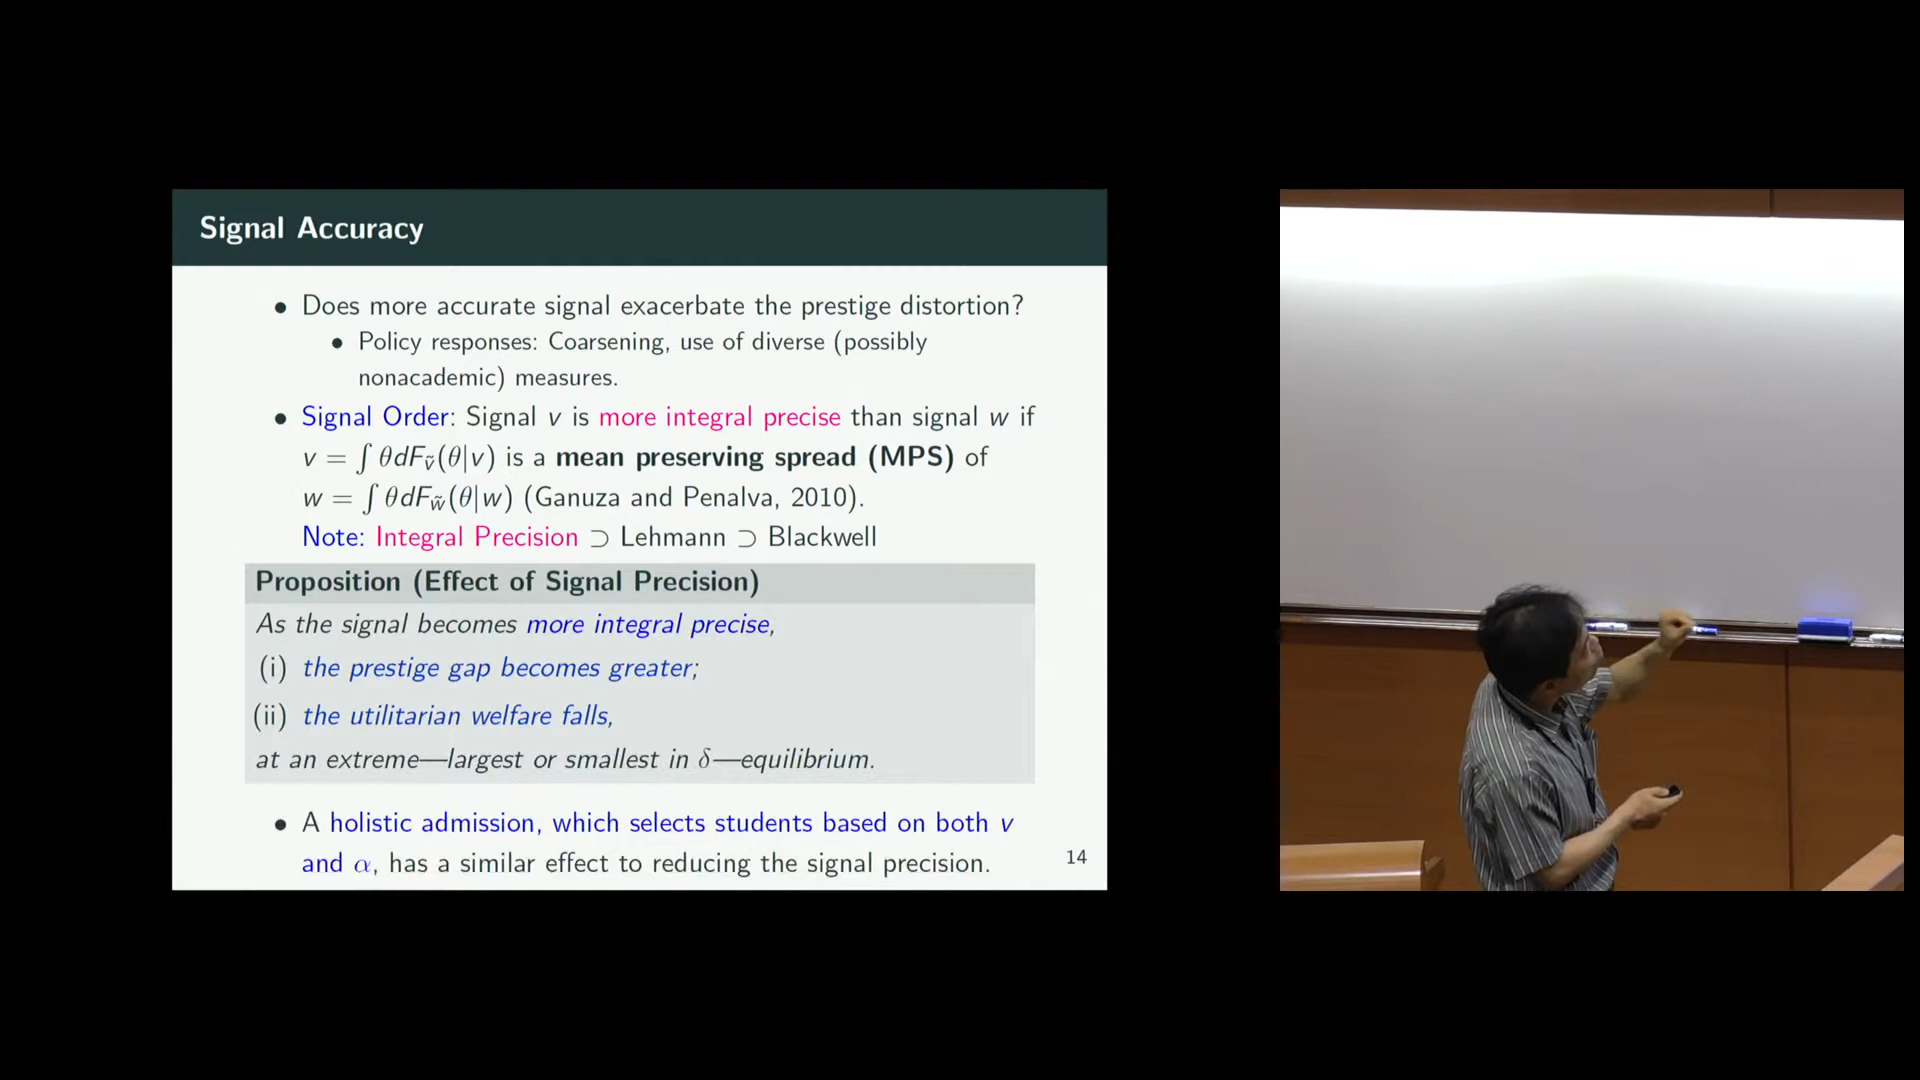 Signal Accuracy
• Does more accurate signal exacerbate the prestige distortion?
• Policy responses: Coarsening, use of diverse (possibly
nonacademic) measures.
• Signal Order: Signal v is more integral precise than signal w if
v = ∫ θdF_ṽ(θ|v) is a mean preserving spread (MPS) of
w = ∫ θdF_w̃(θ|w) (Ganuza and Penalva, 2010).
Note: Integral Precision ⊃ Lehmann ⊃ Blackwell
Proposition (Effect of Signal Precision)
As the signal becomes more integral precise,
(i) the prestige gap becomes greater;
(ii) the utilitarian welfare falls,
at an extreme—largest or smallest in δ—equilibrium.
• A holistic admission, which selects students based on both v
and α, has a similar effect to reducing the signal precision.
14